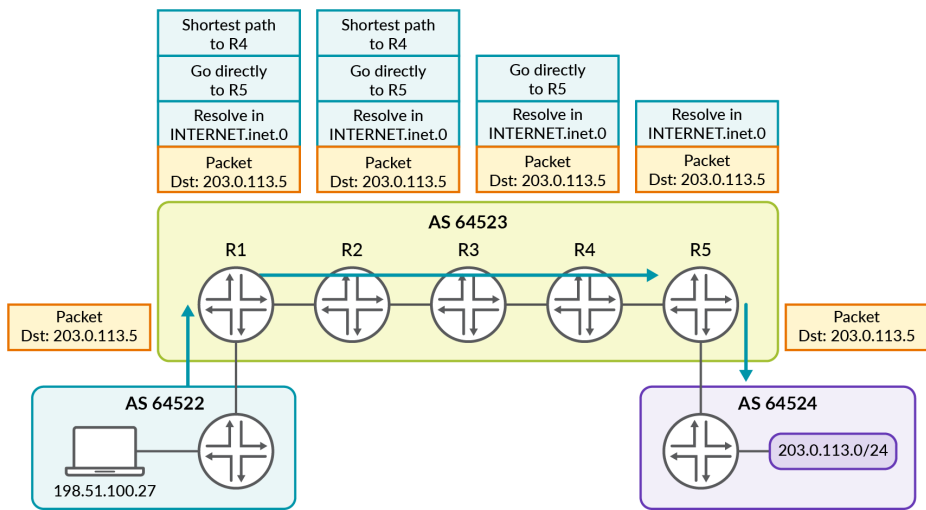 Shortest path
to R4
Go directly
to R5
Resolve in
INTERNET.inet.0
Packet
Dst: 203.0.113.5
Shortest path
to R4
Go directly
to R5
Resolve in
INTERNET.inet.0
Packet
Dst: 203.0.113.5
Go directly
to R5
Resolve in
INTERNET.inet.0
Packet
Dst: 203.0.113.5
Resolve in
INTERNET.inet.0
Packet
Dst: 203.0.113.5
AS 64523
R1
R2
R3
R4
R5
Packet
Dst: 203.0.113.5
Packet
Dst: 203.0.113.5
AS 64522
198.51.100.27
AS 64524
203.0.113.0/24